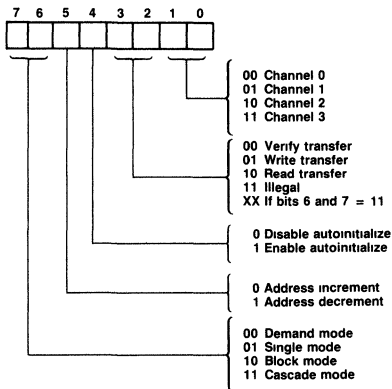 7 6 5 4 3 2 1 0
00 Channel 0
01 Channel 1
10 Channel 2
11 Channel 3
00 Verify transfer
01 Write transfer
10 Read transfer
11 Illegal
XX If bits 6 and 7 = 11
0 Disable autoinitialize
1 Enable autoinitialize
0 Address increment
1 Address decrement
00 Demand mode
01 Single mode
10 Block mode
11 Cascade mode